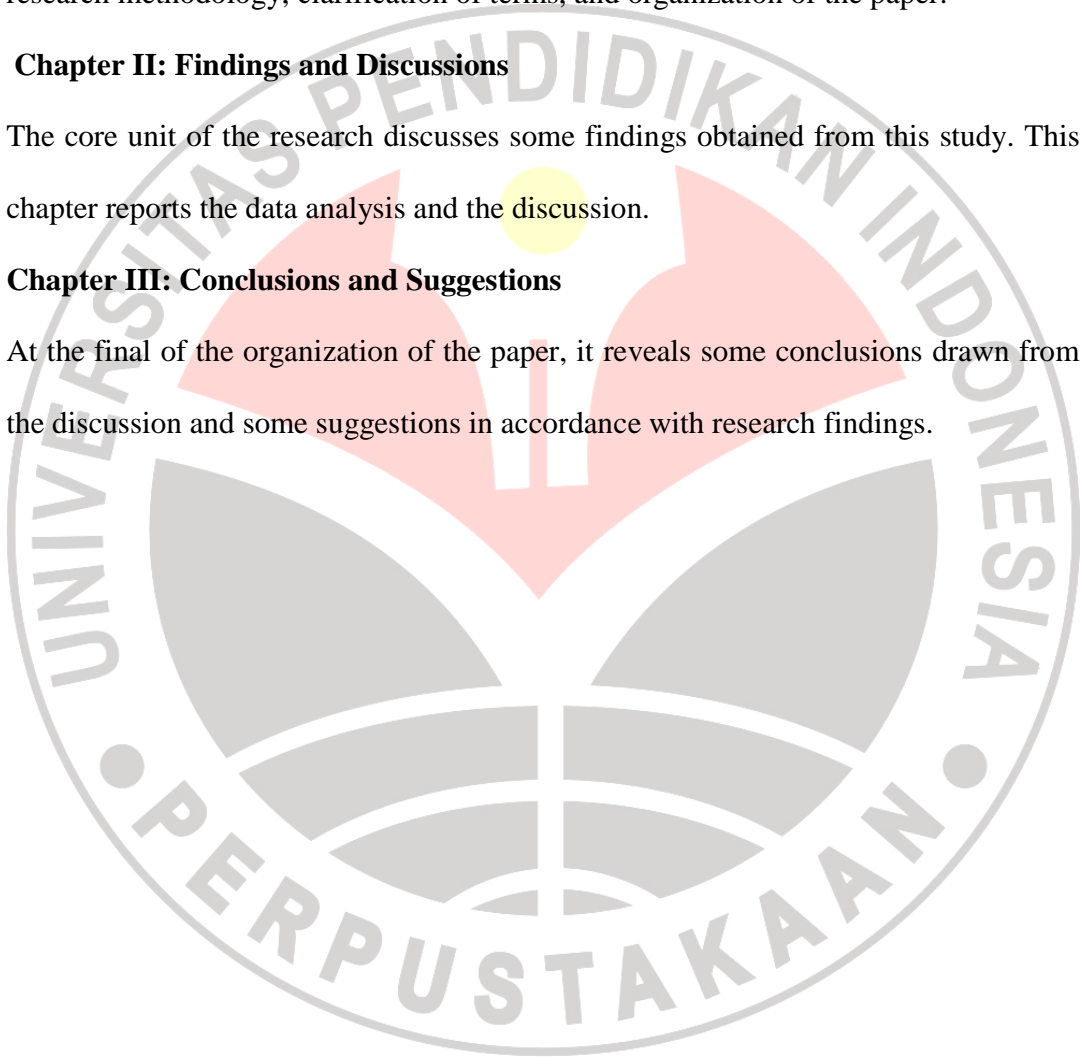 research methodology, clarification of terms, and organization of the paper.
Chapter II: Findings and Discussions
The core unit of the research discusses some findings obtained from this study. This
chapter reports the data analysis and the discussion.
Chapter III: Conclusions and Suggestions
At the final of the organization of the paper, it reveals some conclusions drawn from
the discussion and some suggestions in accordance with research findings.
UNIVERSITAS PENDIDIKAN INDONESIA
PERPUSTAKAAN